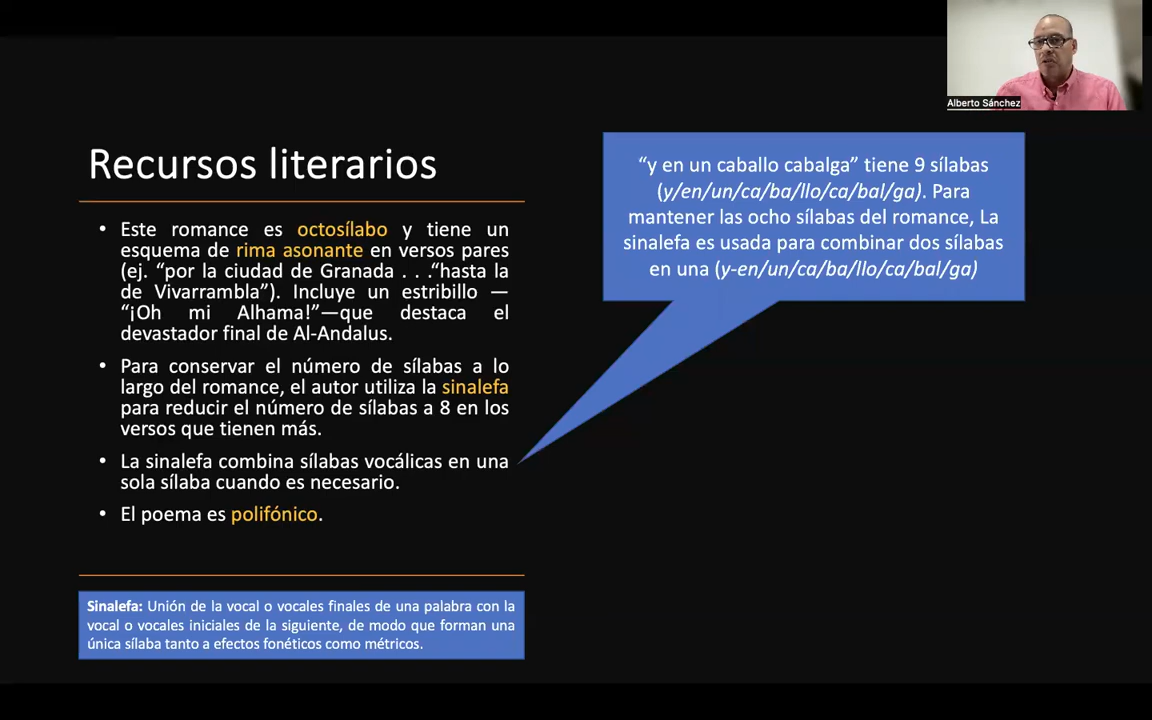 Alberto Sánchez
Recursos literarios
• Este romance es octosílabo y tiene un
esquema de rima asonante en versos pares
(ej. “por la ciudad de Granada . . .“hasta la
de Vivarrambla”). Incluye un estribillo —
“¡Oh mi Alhama!”—que destaca el
devastador final de Al-Andalus.
• Para conservar el número de sílabas a lo
largo del romance, el autor utiliza la sinalefa
para reducir el número de sílabas a 8 en los
versos que tienen más.
• La sinalefa combina sílabas vocálicas en una
sola sílaba cuando es necesario.
• El poema es polifónico.
“y en un caballo cabalga” tiene 9 sílabas
(y/en/un/ca/ba/llo/ca/bal/ga). Para
mantener las ocho sílabas del romance, La
sinalefa es usada para combinar dos sílabas
en una (y-en/un/ca/ba/llo/ca/bal/ga)
Sinalefa: Unión de la vocal o vocales finales de una palabra con la
vocal o vocales iniciales de la siguiente, de modo que forman una
única sílaba tanto a efectos fonéticos como métricos.